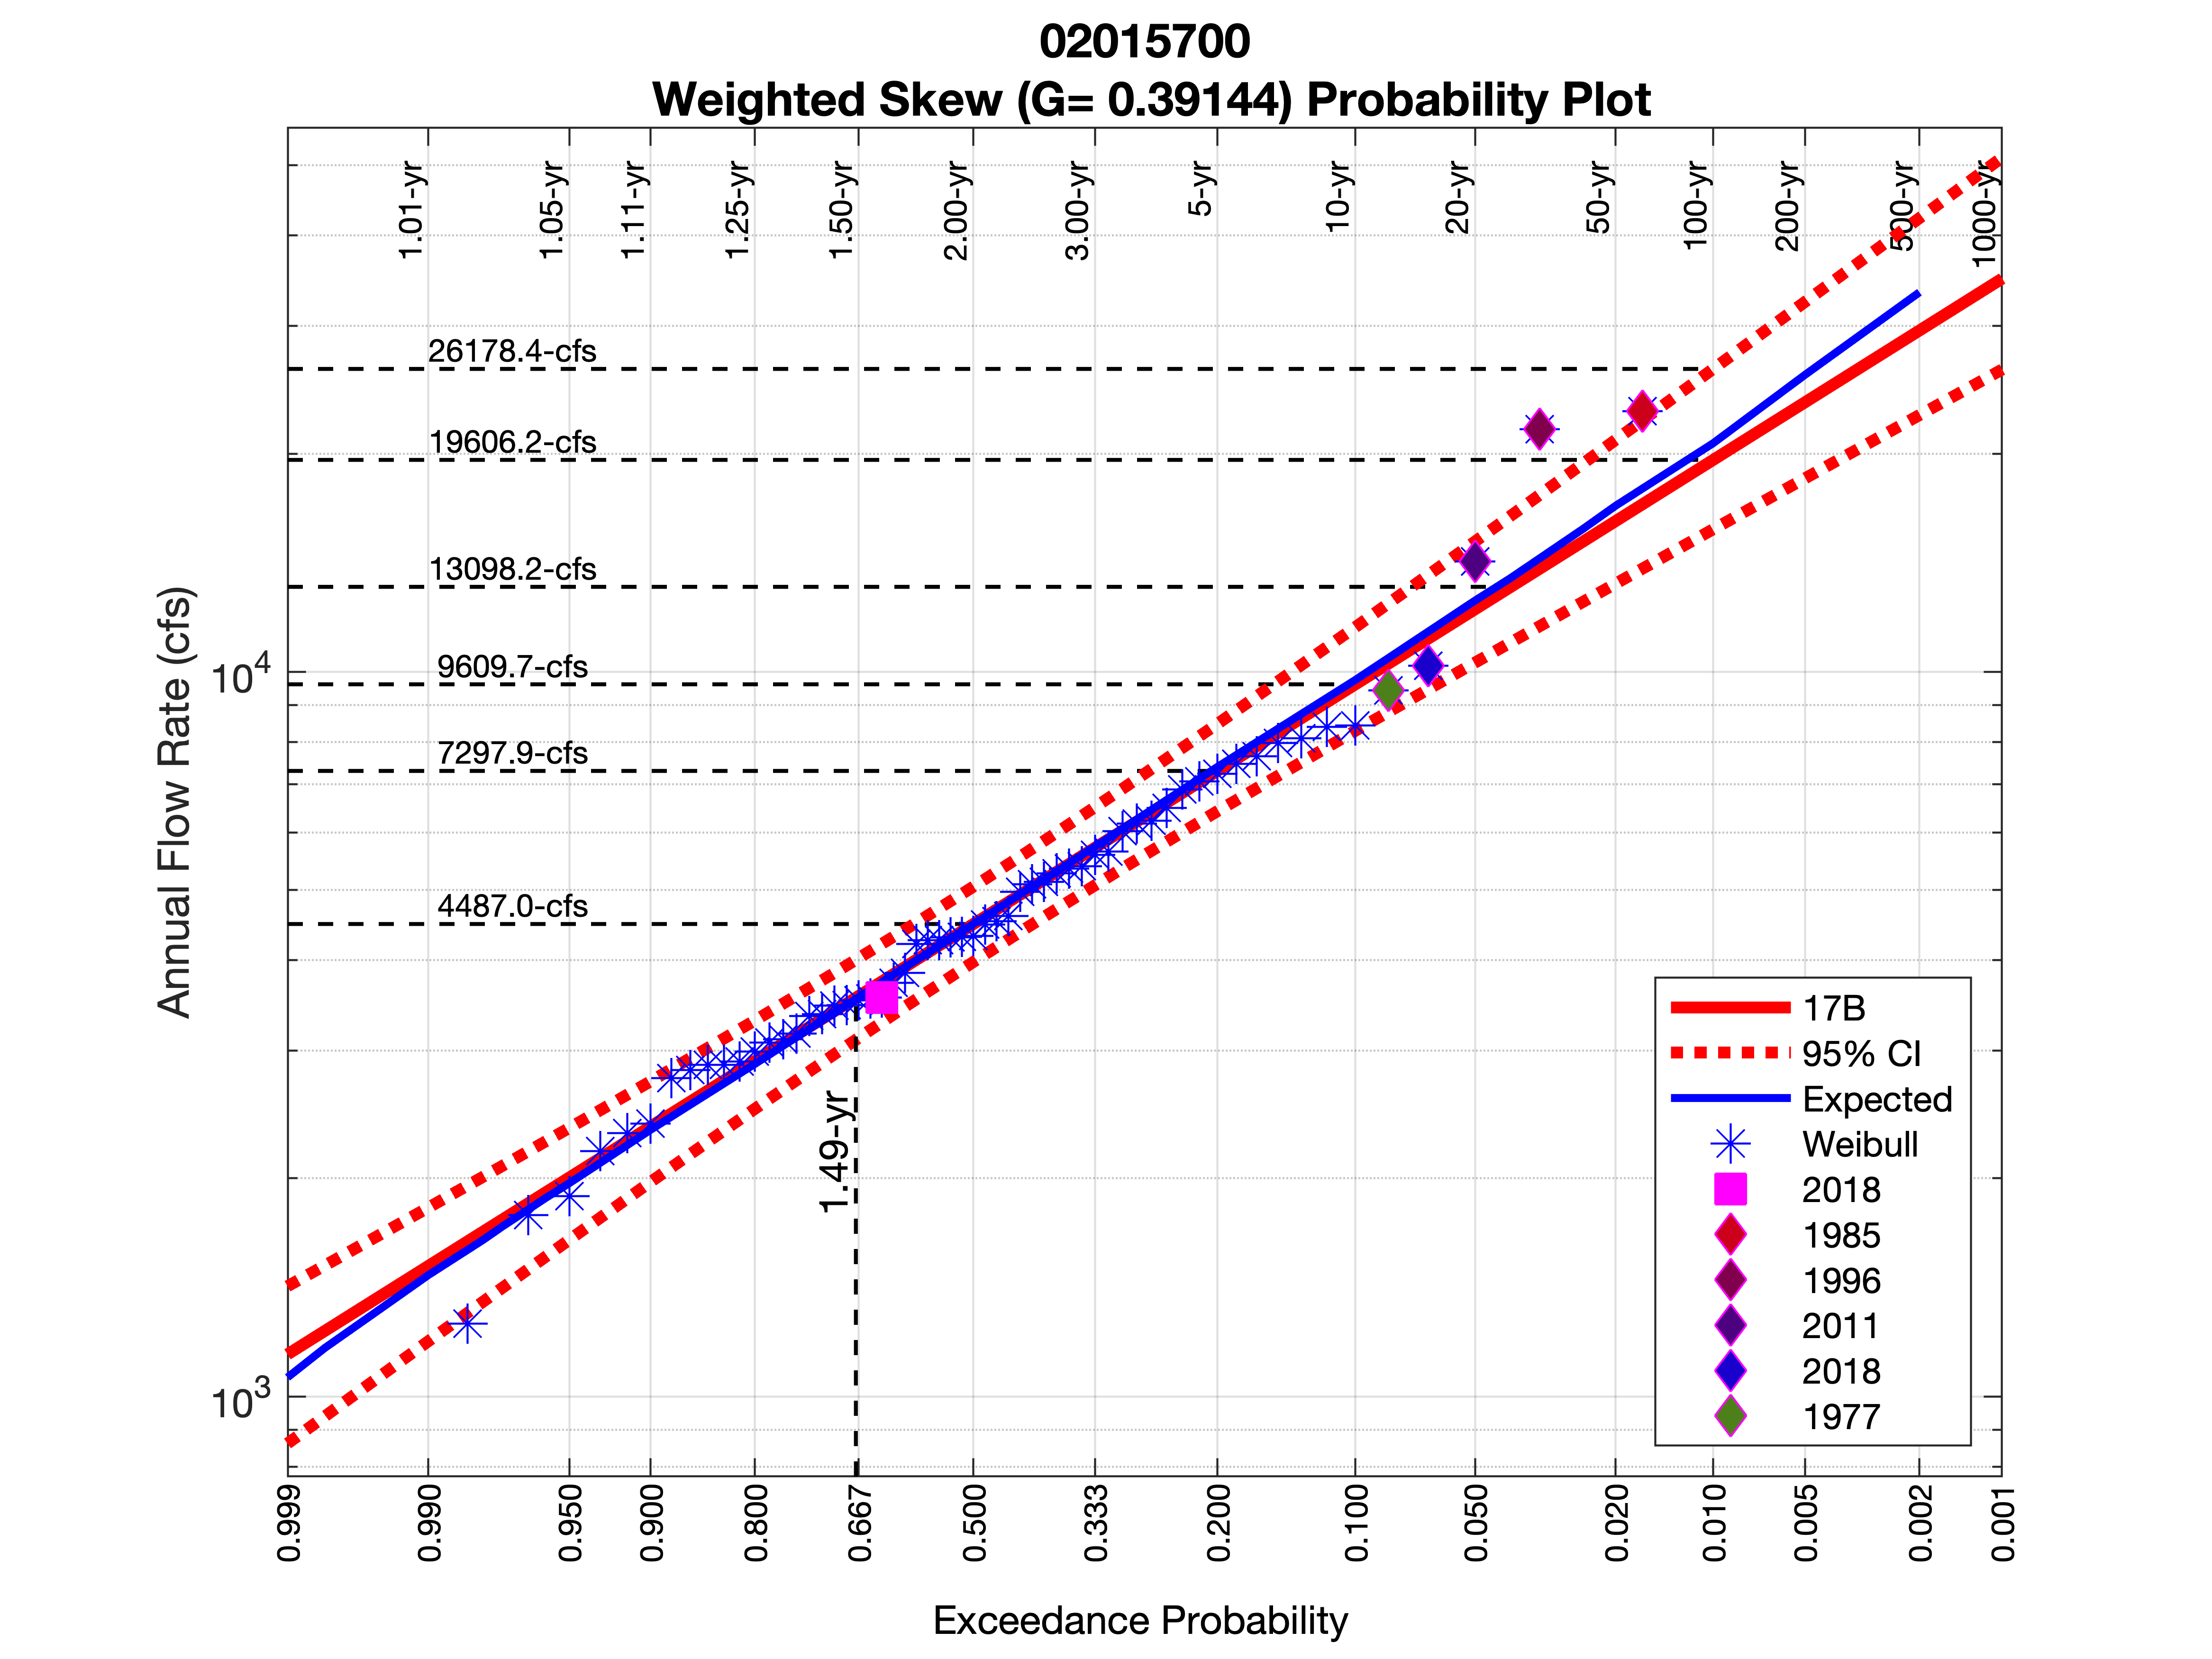 02015700
Weighted Skew (G= 0.39144) Probability Plot
1.01-yr
1.05-yr
1.11-yr
1.25-yr
1.50-yr
2.00-yr
3.00-yr
5-yr
10-yr
20-yr
50-yr
100-yr
200-yr
500-yr
1000-yr
26178.4-cfs
19606.2-cfs
13098.2-cfs
9609.7-cfs
7297.9-cfs
4487.0-cfs
1.49-yr
Annual Flow Rate (cfs)
10⁴
10³
17B
95% CI
Expected
Weibull
2018
1985
1996
2011
2018
1977
0.999
0.990
0.950
0.900
0.800
0.667
0.500
0.333
0.200
0.100
0.050
0.020
0.010
0.005
0.002
0.001
Exceedance Probability